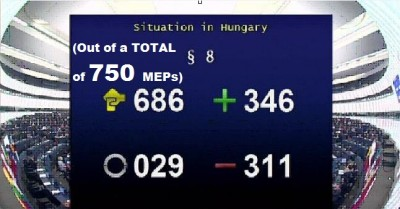 Situation in Hungary
(Out of a TOTAL
of 750 MEPs)
§ 8
686 + 346
029 − 311